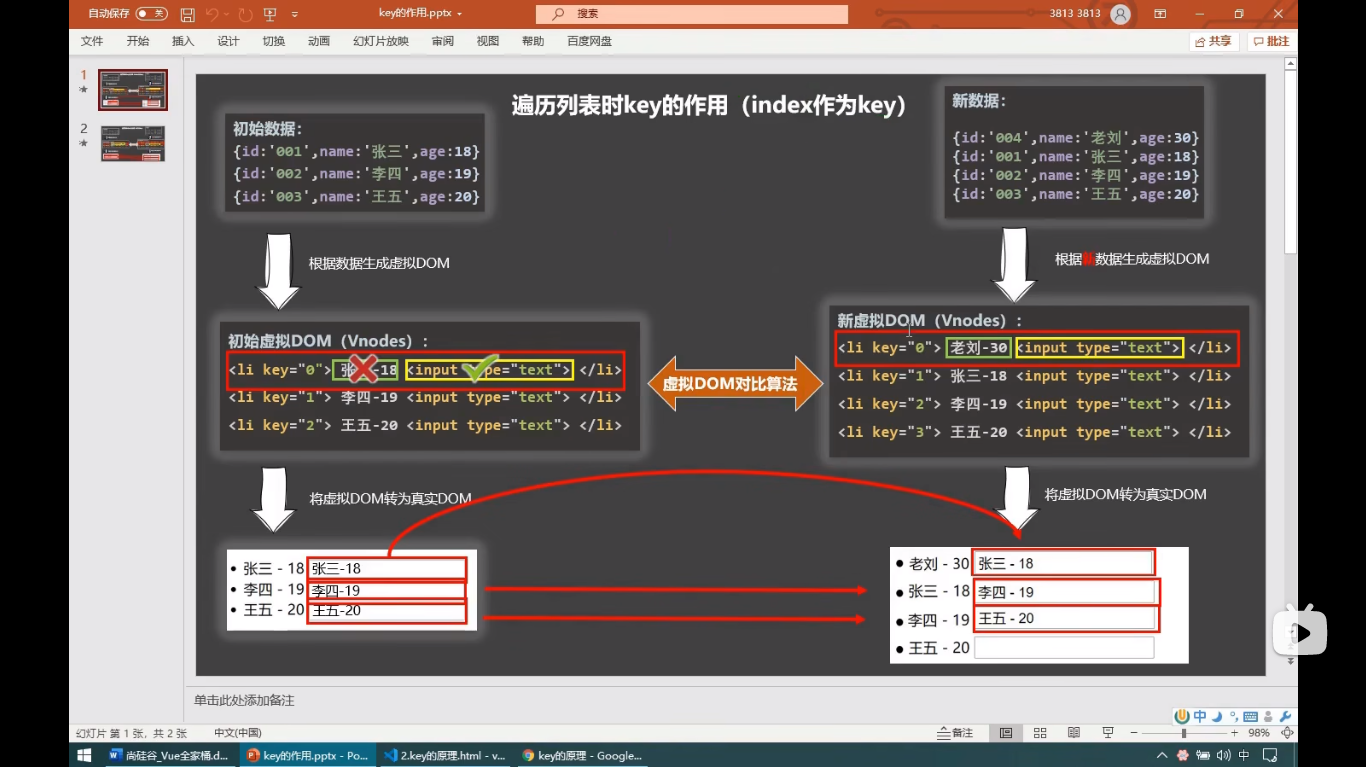 自动保存 关
key的作用.pptx
搜索
3813 3813
文件 开始 插入 设计 切换 动画 幻灯片放映 审阅 视图 帮助 百度网盘
共享 批注
1
2
遍历列表时key的作用（index作为key）
初始数据：
{id:'001',name:'张三',age:18}
{id:'002',name:'李四',age:19}
{id:'003',name:'王五',age:20}
新数据：
{id:'004',name:'老刘',age:30}
{id:'001',name:'张三',age:18}
{id:'002',name:'李四',age:19}
{id:'003',name:'王五',age:20}
根据数据生成虚拟DOM
根据新数据生成虚拟DOM
初始虚拟DOM（Vnodes）：
<li key="0"> 张三-18 <input type="text"> </li>
<li key="1"> 李四-19 <input type="text"> </li>
<li key="2"> 王五-20 <input type="text"> </li>
虚拟DOM对比算法
新虚拟DOM（Vnodes）：
<li key="0"> 老刘-30 <input type="text"> </li>
<li key="1"> 张三-18 <input type="text"> </li>
<li key="2"> 李四-19 <input type="text"> </li>
<li key="3"> 王五-20 <input type="text"> </li>
将虚拟DOM转为真实DOM
将虚拟DOM转为真实DOM
• 张三 - 18 张三-18
• 李四 - 19 李四-19
• 王五 - 20 王五-20
• 老刘 - 30 张三 - 18
• 张三 - 18 李四 - 19
• 李四 - 19 王五 - 20
• 王五 - 20
单击此处添加备注
中
幻灯片 第 1 张，共 2 张 中文(中国)
备注
98%
尚硅谷_Vue全家桶.d... key的作用.pptx - Po... 2.key的原理.html - v... key的原理 - Google...
中